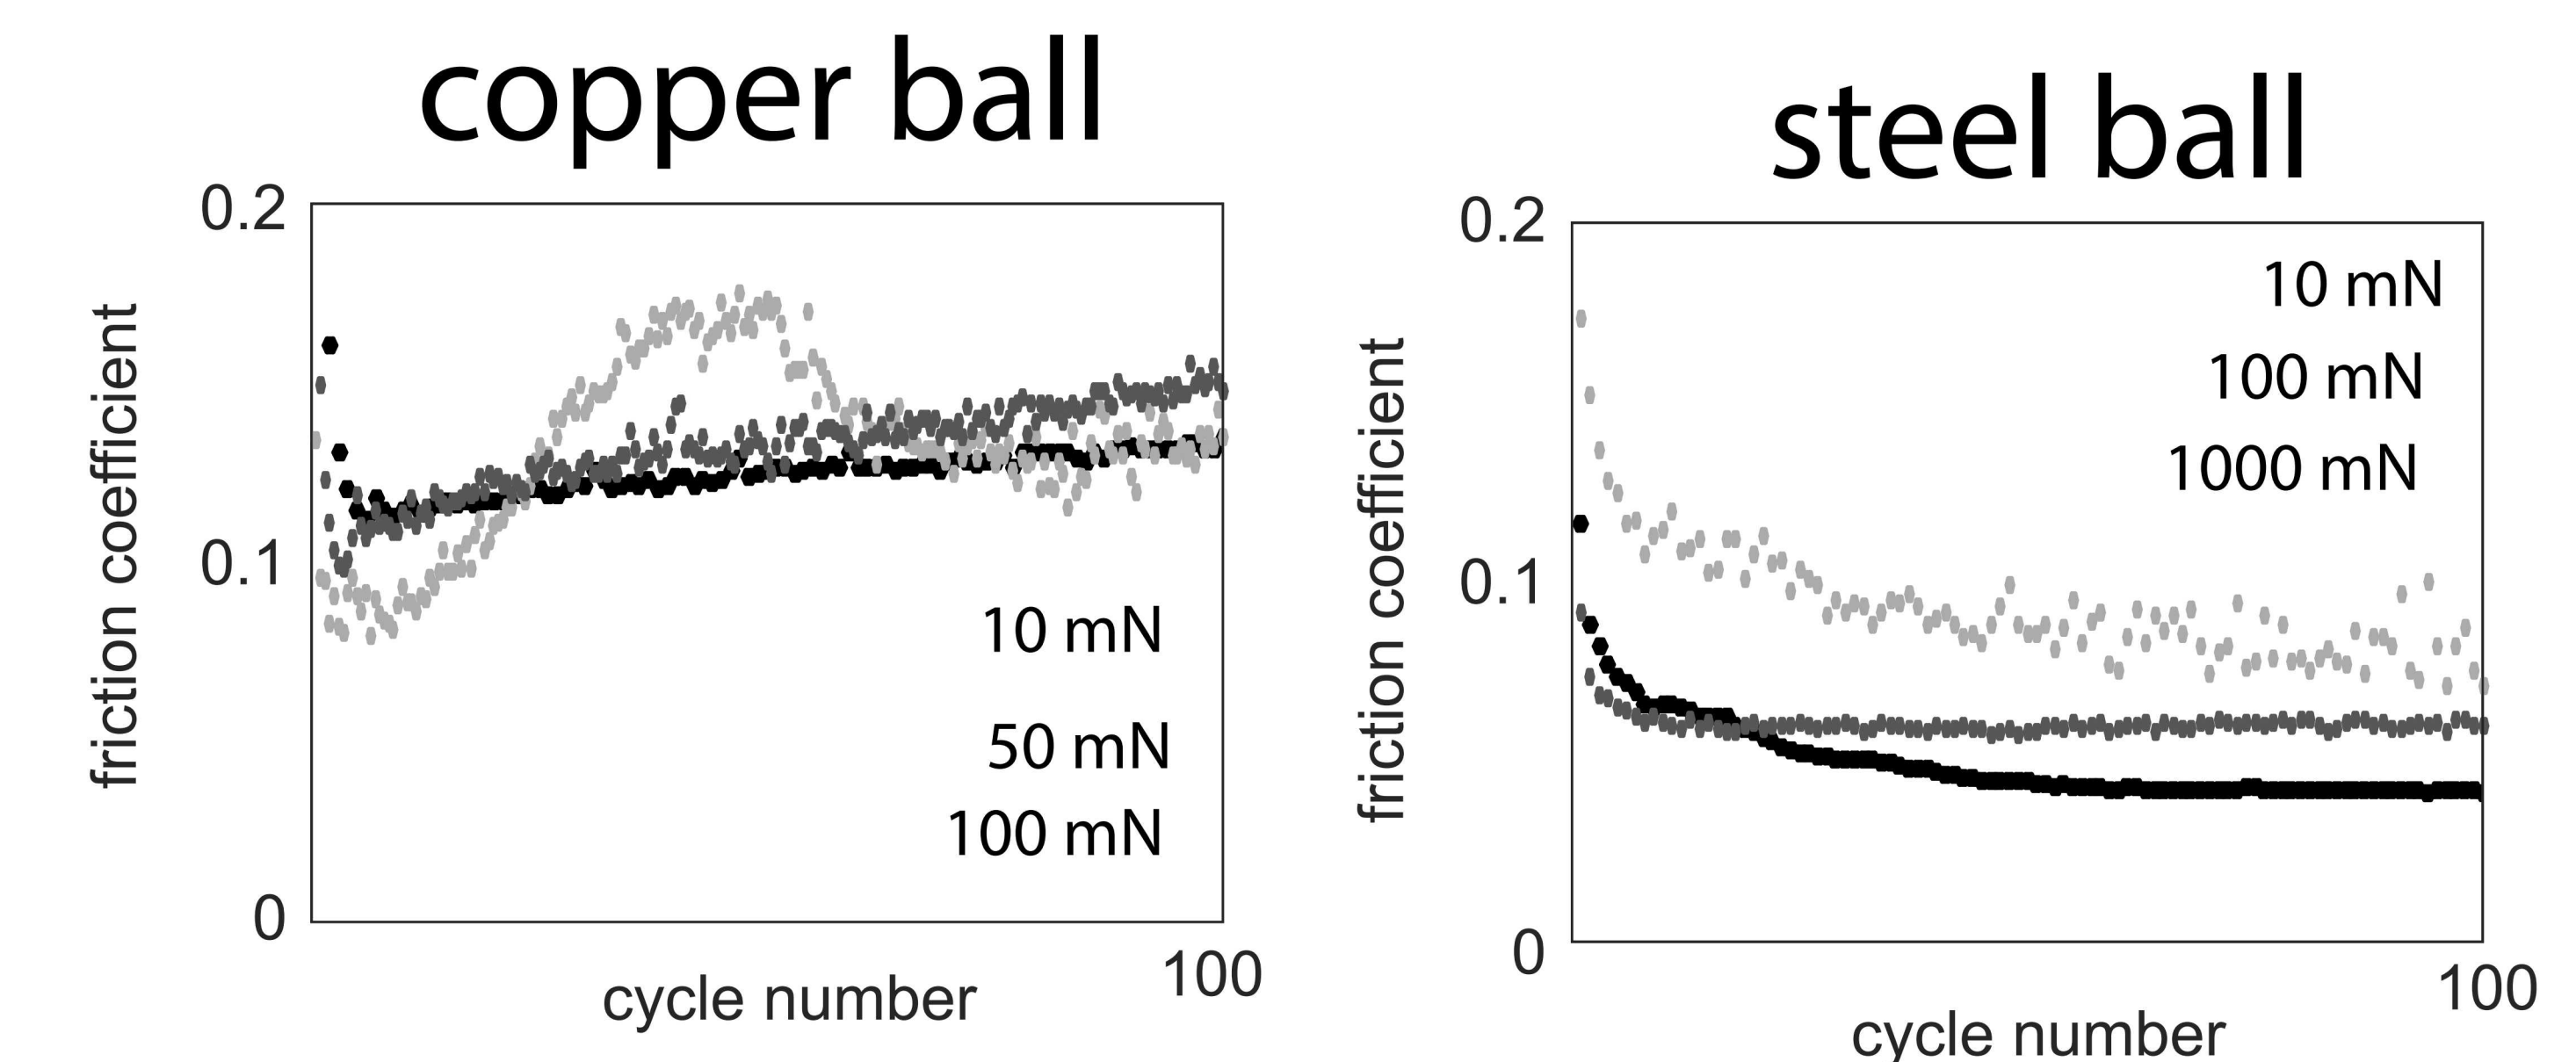 copper ball
0.2
0.1
0
friction coefficient
10 mN
50 mN
100 mN
100
cycle number
steel ball
0.2
0.1
0
friction coefficient
10 mN
100 mN
1000 mN
100
cycle number